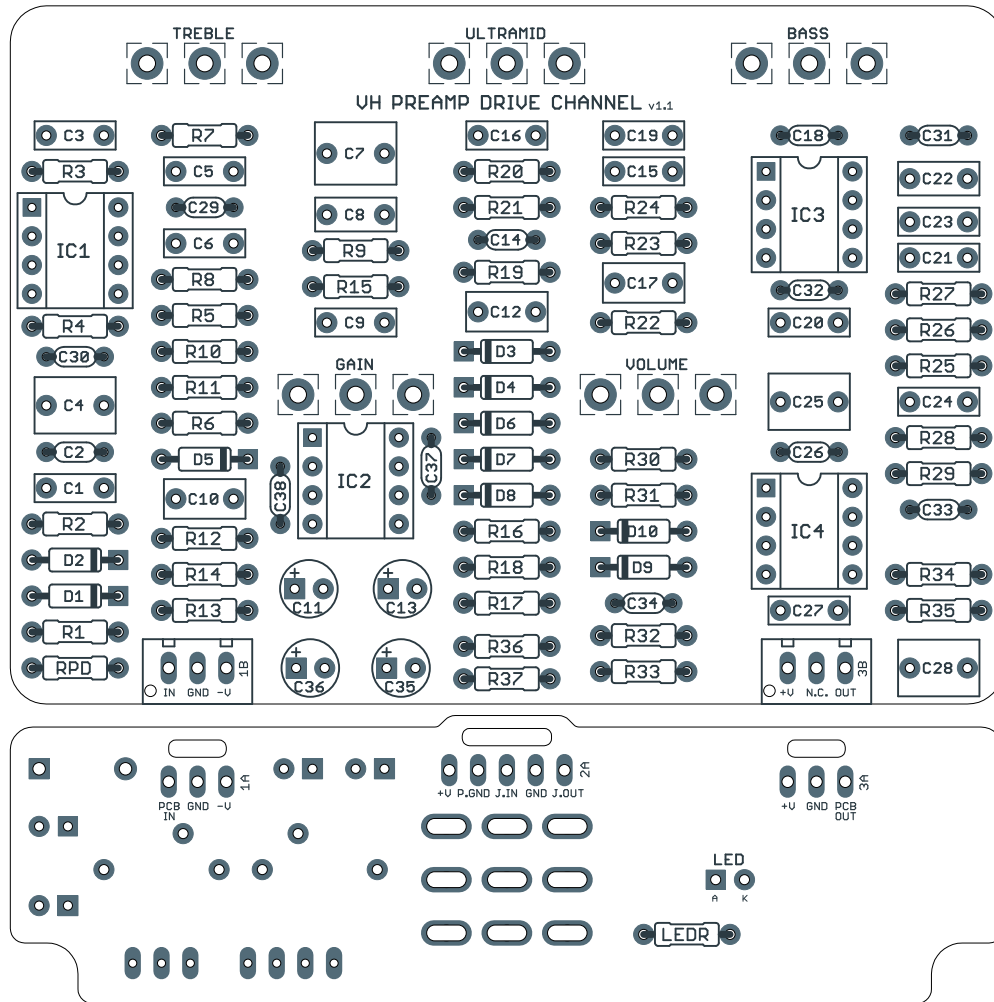 TREBLE ULTRAMID BASS
VH PREAMP DRIVE CHANNEL v1.1
C3 R7 C7 C16 C19 C18 C31
R3 C5 R20 C15 C22
IC1 C29 C8 R21 R24 IC3 C23
C6 R9 C14 R23 C21
R8 R15 R19 C17 C32 R27
R4 R5 C9 C12 R22 C20 R26
C30 R10 D3 R25
GAIN VOLUME
C4 R11 D4 C25 C24
R6 D6 R28
C2 D5 IC2 C37 D7 R30 C26 R29
C1 C10 C38 D8 R31 C33
R2 R12 R16 D10 IC4
D2 R14 R18 D9 R34
+ +
D1 R13 C11 C13 R17 C34 C27 R35
R1 R36 R32
+ +
RPD 1B C36 C35 R37 R33 3B C28
IN GND -V +V N.C. OUT
1A 2A 3A
+V P.GND J.IN GND J.OUT
PCB IN GND -V +V GND PCB OUT
LED
A K
LEDR